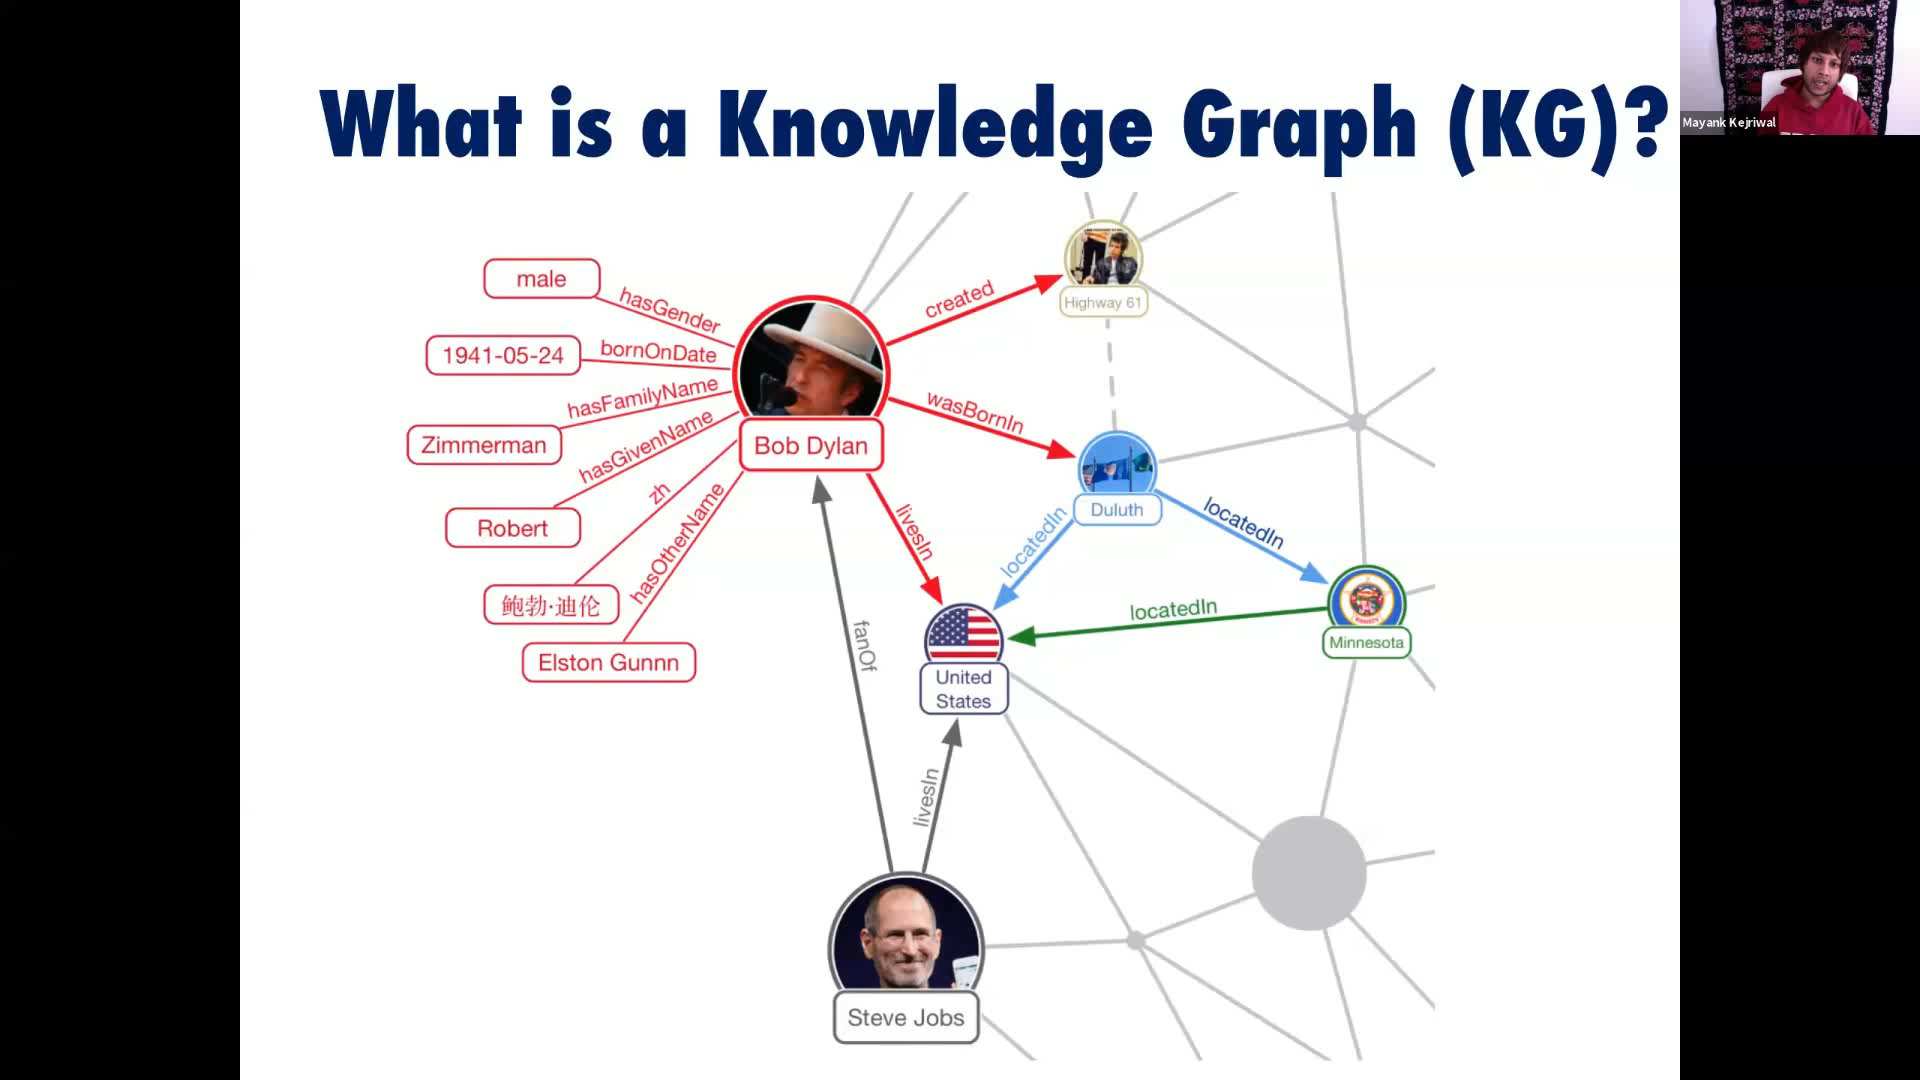 What is a Knowledge Graph (KG)?
Mayank Kejriwal
male
hasGender
1941-05-24
bornOnDate
hasFamilyName
Zimmerman
hasGivenName
Robert
zh
鲍勃·迪伦
hasOtherName
Elston Gunnn
Bob Dylan
created
Highway 61
wasBornIn
Duluth
livesIn
locatedIn
locatedIn
locatedIn
Minnesota
United
States
fanOf
livesIn
Steve Jobs